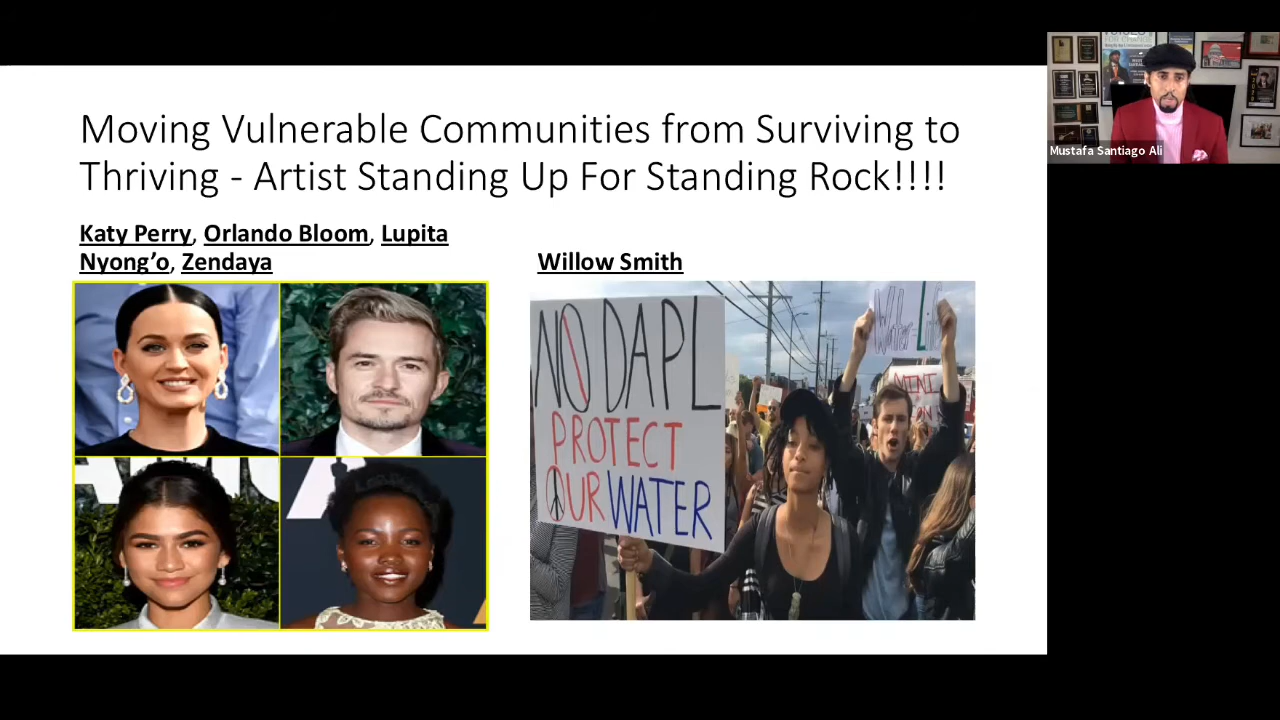 Moving Vulnerable Communities from Surviving to
Thriving - Artist Standing Up For Standing Rock!!!!
Katy Perry, Orlando Bloom, Lupita
Nyong’o, Zendaya
Willow Smith
NO DAPL
PROTECT
OUR WATER
Mustafa Santiago Ali